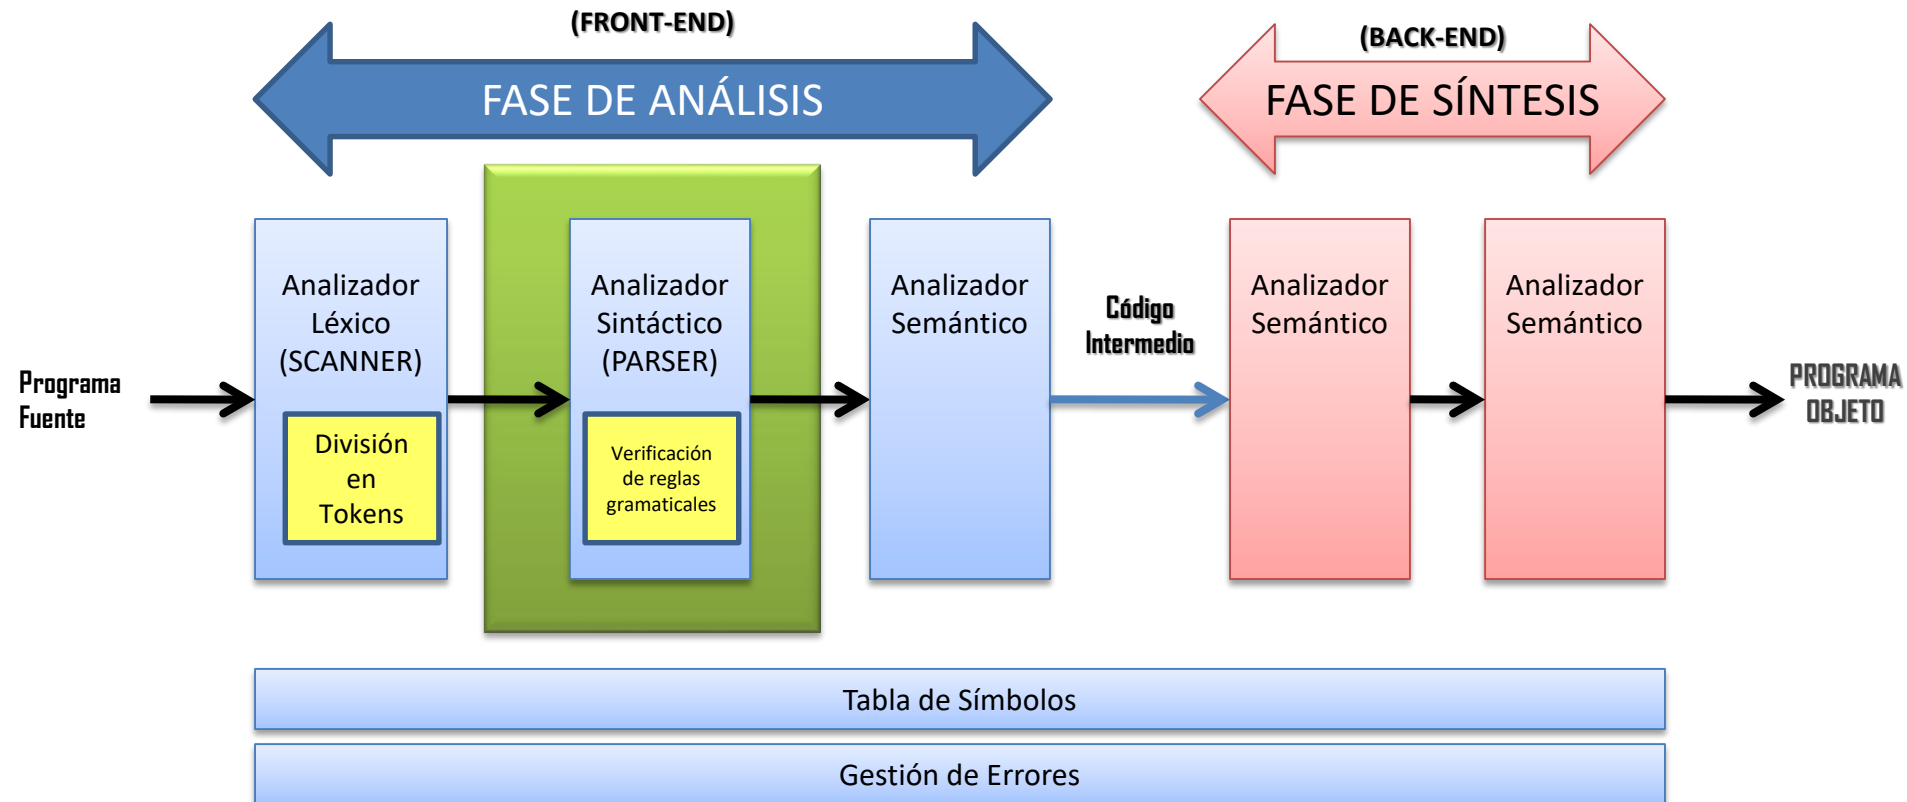 (FRONT-END)
(BACK-END)
FASE DE ANÁLISIS
FASE DE SÍNTESIS
Programa
Fuente
Analizador
Léxico
(SCANNER)
División
en
Tokens
Analizador
Sintáctico
(PARSER)
Verificación
de reglas
gramaticales
Analizador
Semántico
Código
Intermedio
Analizador
Semántico
Analizador
Semántico
PROGRAMA
OBJETO
Tabla de Símbolos
Gestión de Errores